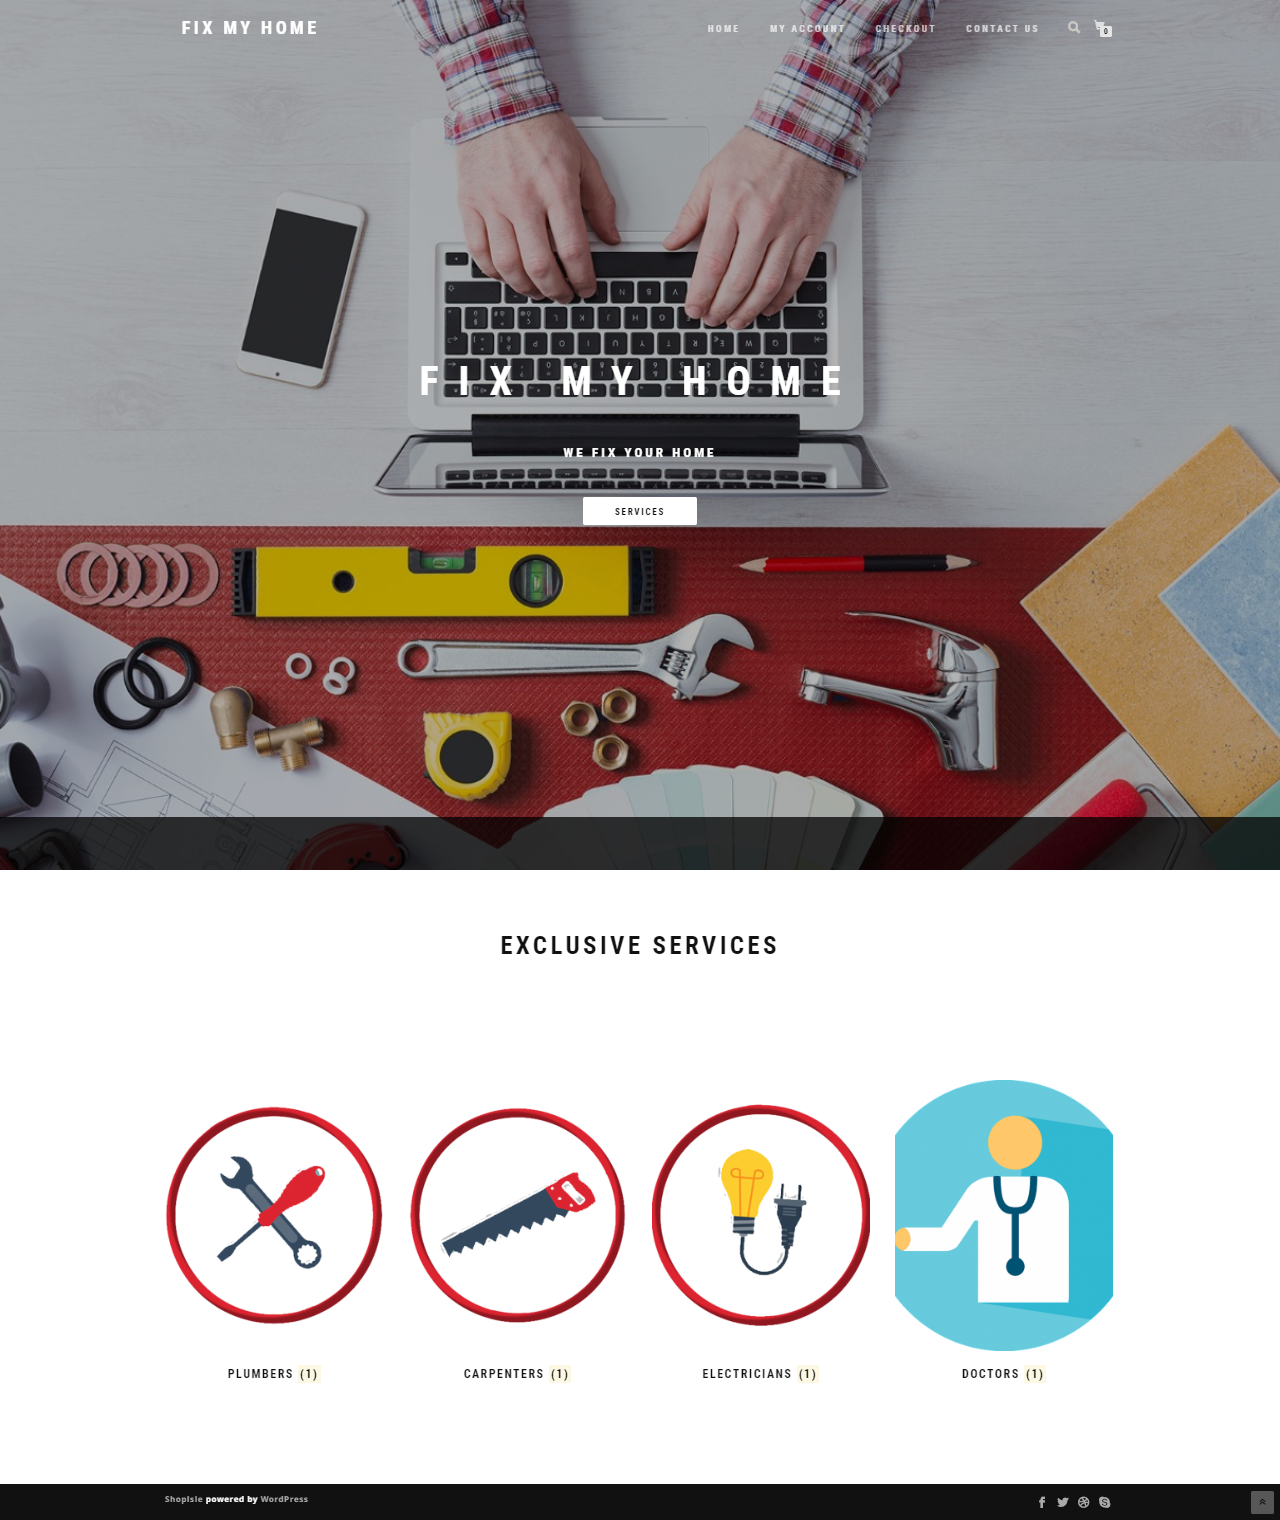 FIX MY HOME
HOME MY ACCOUNT CHECKOUT CONTACT US 0
FIX MY HOME
WE FIX YOUR HOME
SERVICES
EXCLUSIVE SERVICES
PLUMBERS (1)
CARPENTERS (1)
ELECTRICIANS (1)
DOCTORS (1)
ShopIsle powered by WordPress